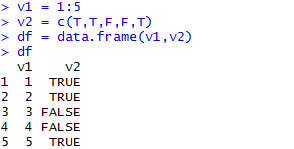 > v1 = 1:5
> v2 = c(T,T,F,F,T)
> df = data.frame(v1,v2)
> df
  v1    v2
1  1  TRUE
2  2  TRUE
3  3 FALSE
4  4 FALSE
5  5  TRUE